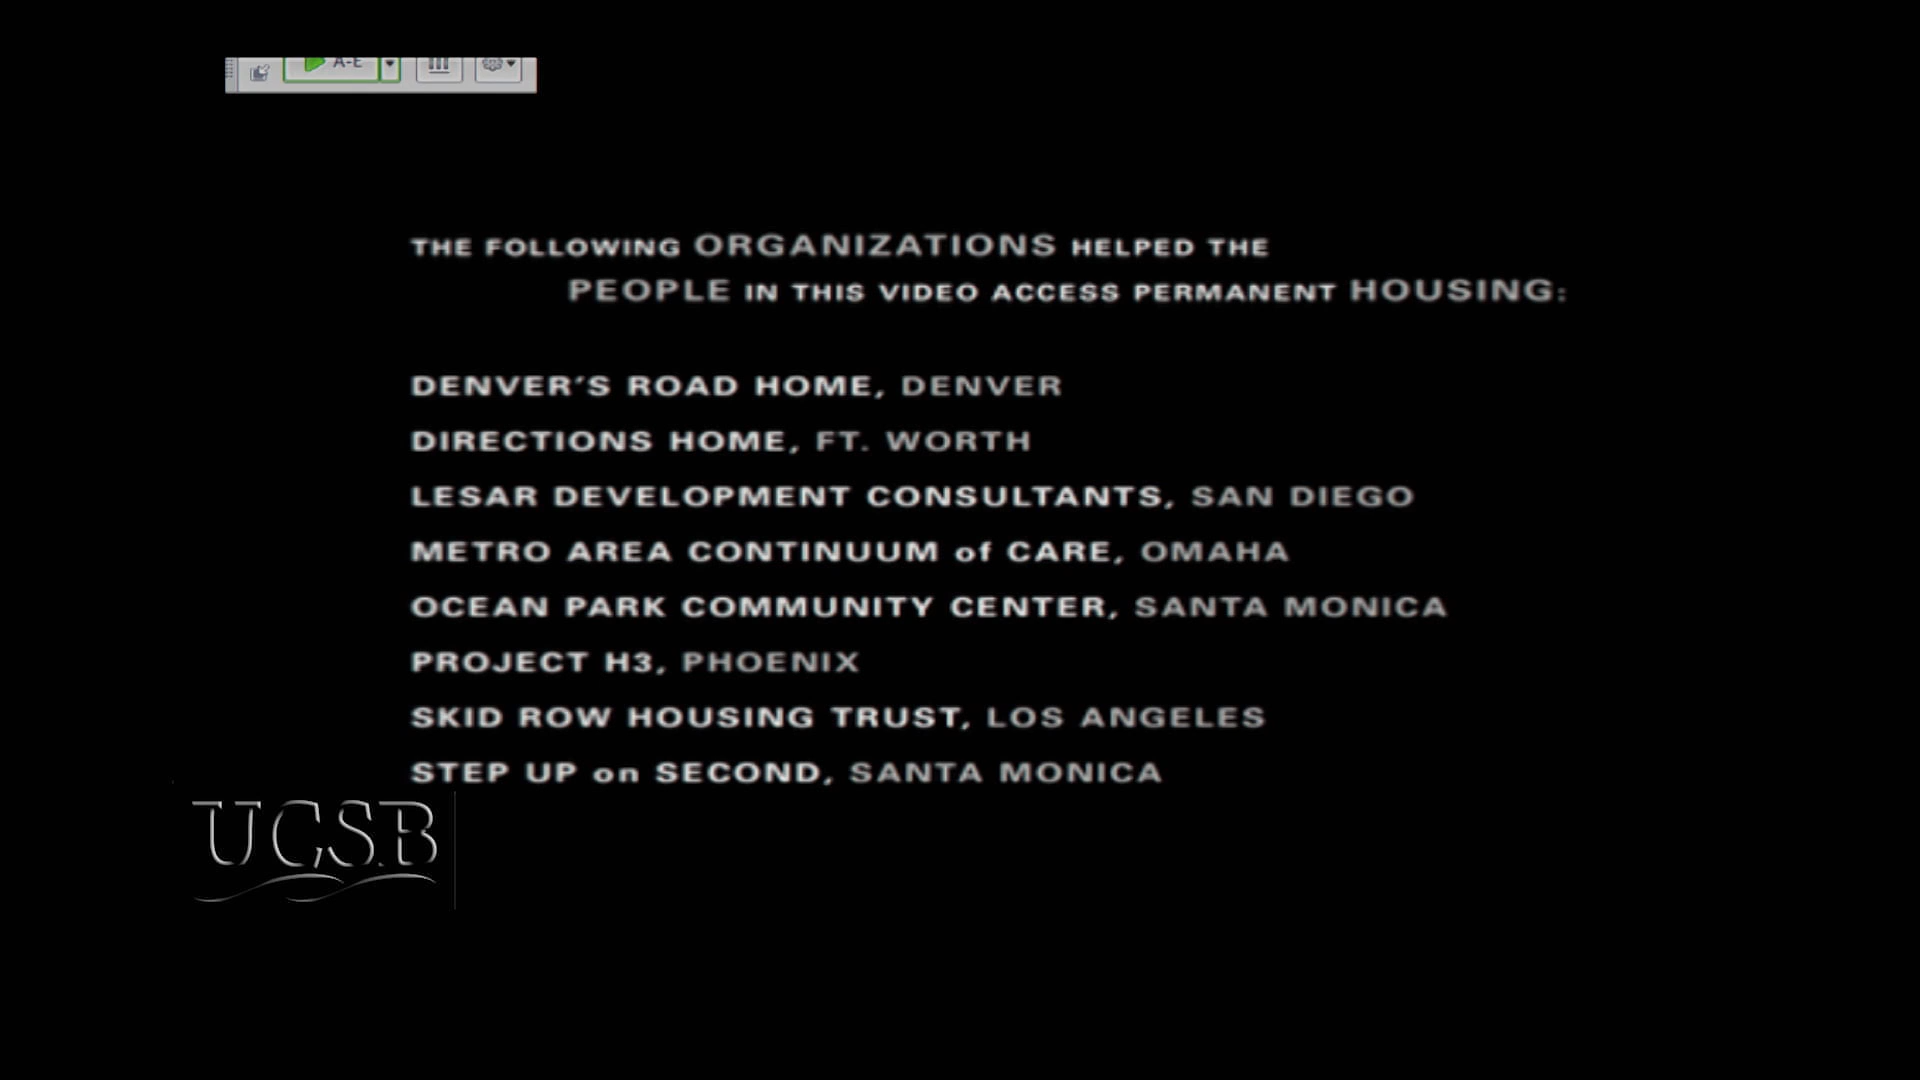 A-E
THE FOLLOWING ORGANIZATIONS HELPED THE
PEOPLE IN THIS VIDEO ACCESS PERMANENT HOUSING:
DENVER'S ROAD HOME, DENVER
DIRECTIONS HOME, FT. WORTH
LESAR DEVELOPMENT CONSULTANTS, SAN DIEGO
METRO AREA CONTINUUM of CARE, OMAHA
OCEAN PARK COMMUNITY CENTER, SANTA MONICA
PROJECT H3, PHOENIX
SKID ROW HOUSING TRUST, LOS ANGELES
STEP UP on SECOND, SANTA MONICA
UCSB